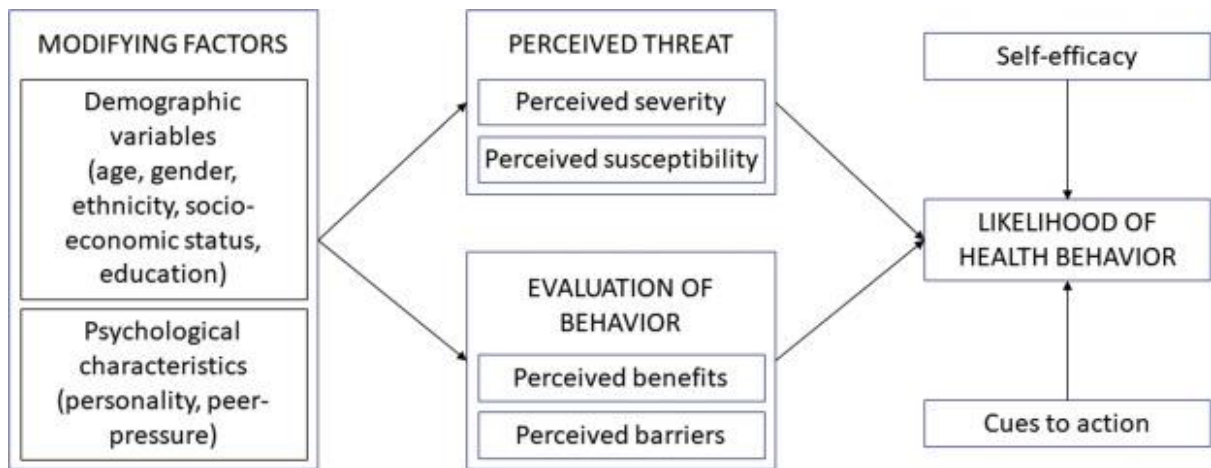 MODIFYING FACTORS
Demographic
variables
(age, gender,
ethnicity, socio-
economic status,
education)
Psychological
characteristics
(personality, peer-
pressure)
PERCEIVED THREAT
Perceived severity
Perceived susceptibility
EVALUATION OF
BEHAVIOR
Perceived benefits
Perceived barriers
Self-efficacy
LIKELIHOOD OF
HEALTH BEHAVIOR
Cues to action